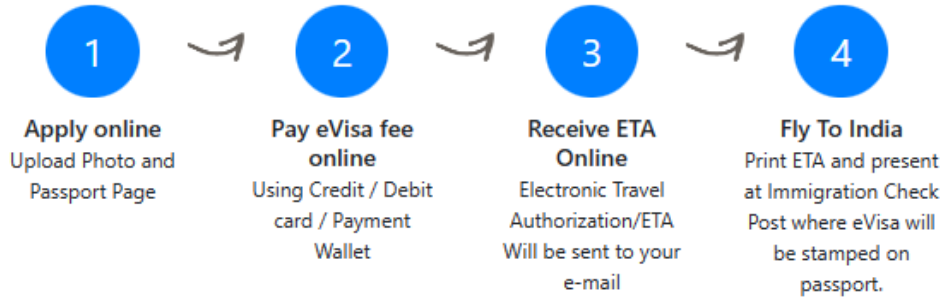 1
Apply online
Upload Photo and
Passport Page
2
Pay eVisa fee
online
Using Credit / Debit
card / Payment
Wallet
3
Receive ETA
Online
Electronic Travel
Authorization/ETA
Will be sent to your
e-mail
4
Fly To India
Print ETA and present
at Immigration Check
Post where eVisa will
be stamped on
passport.